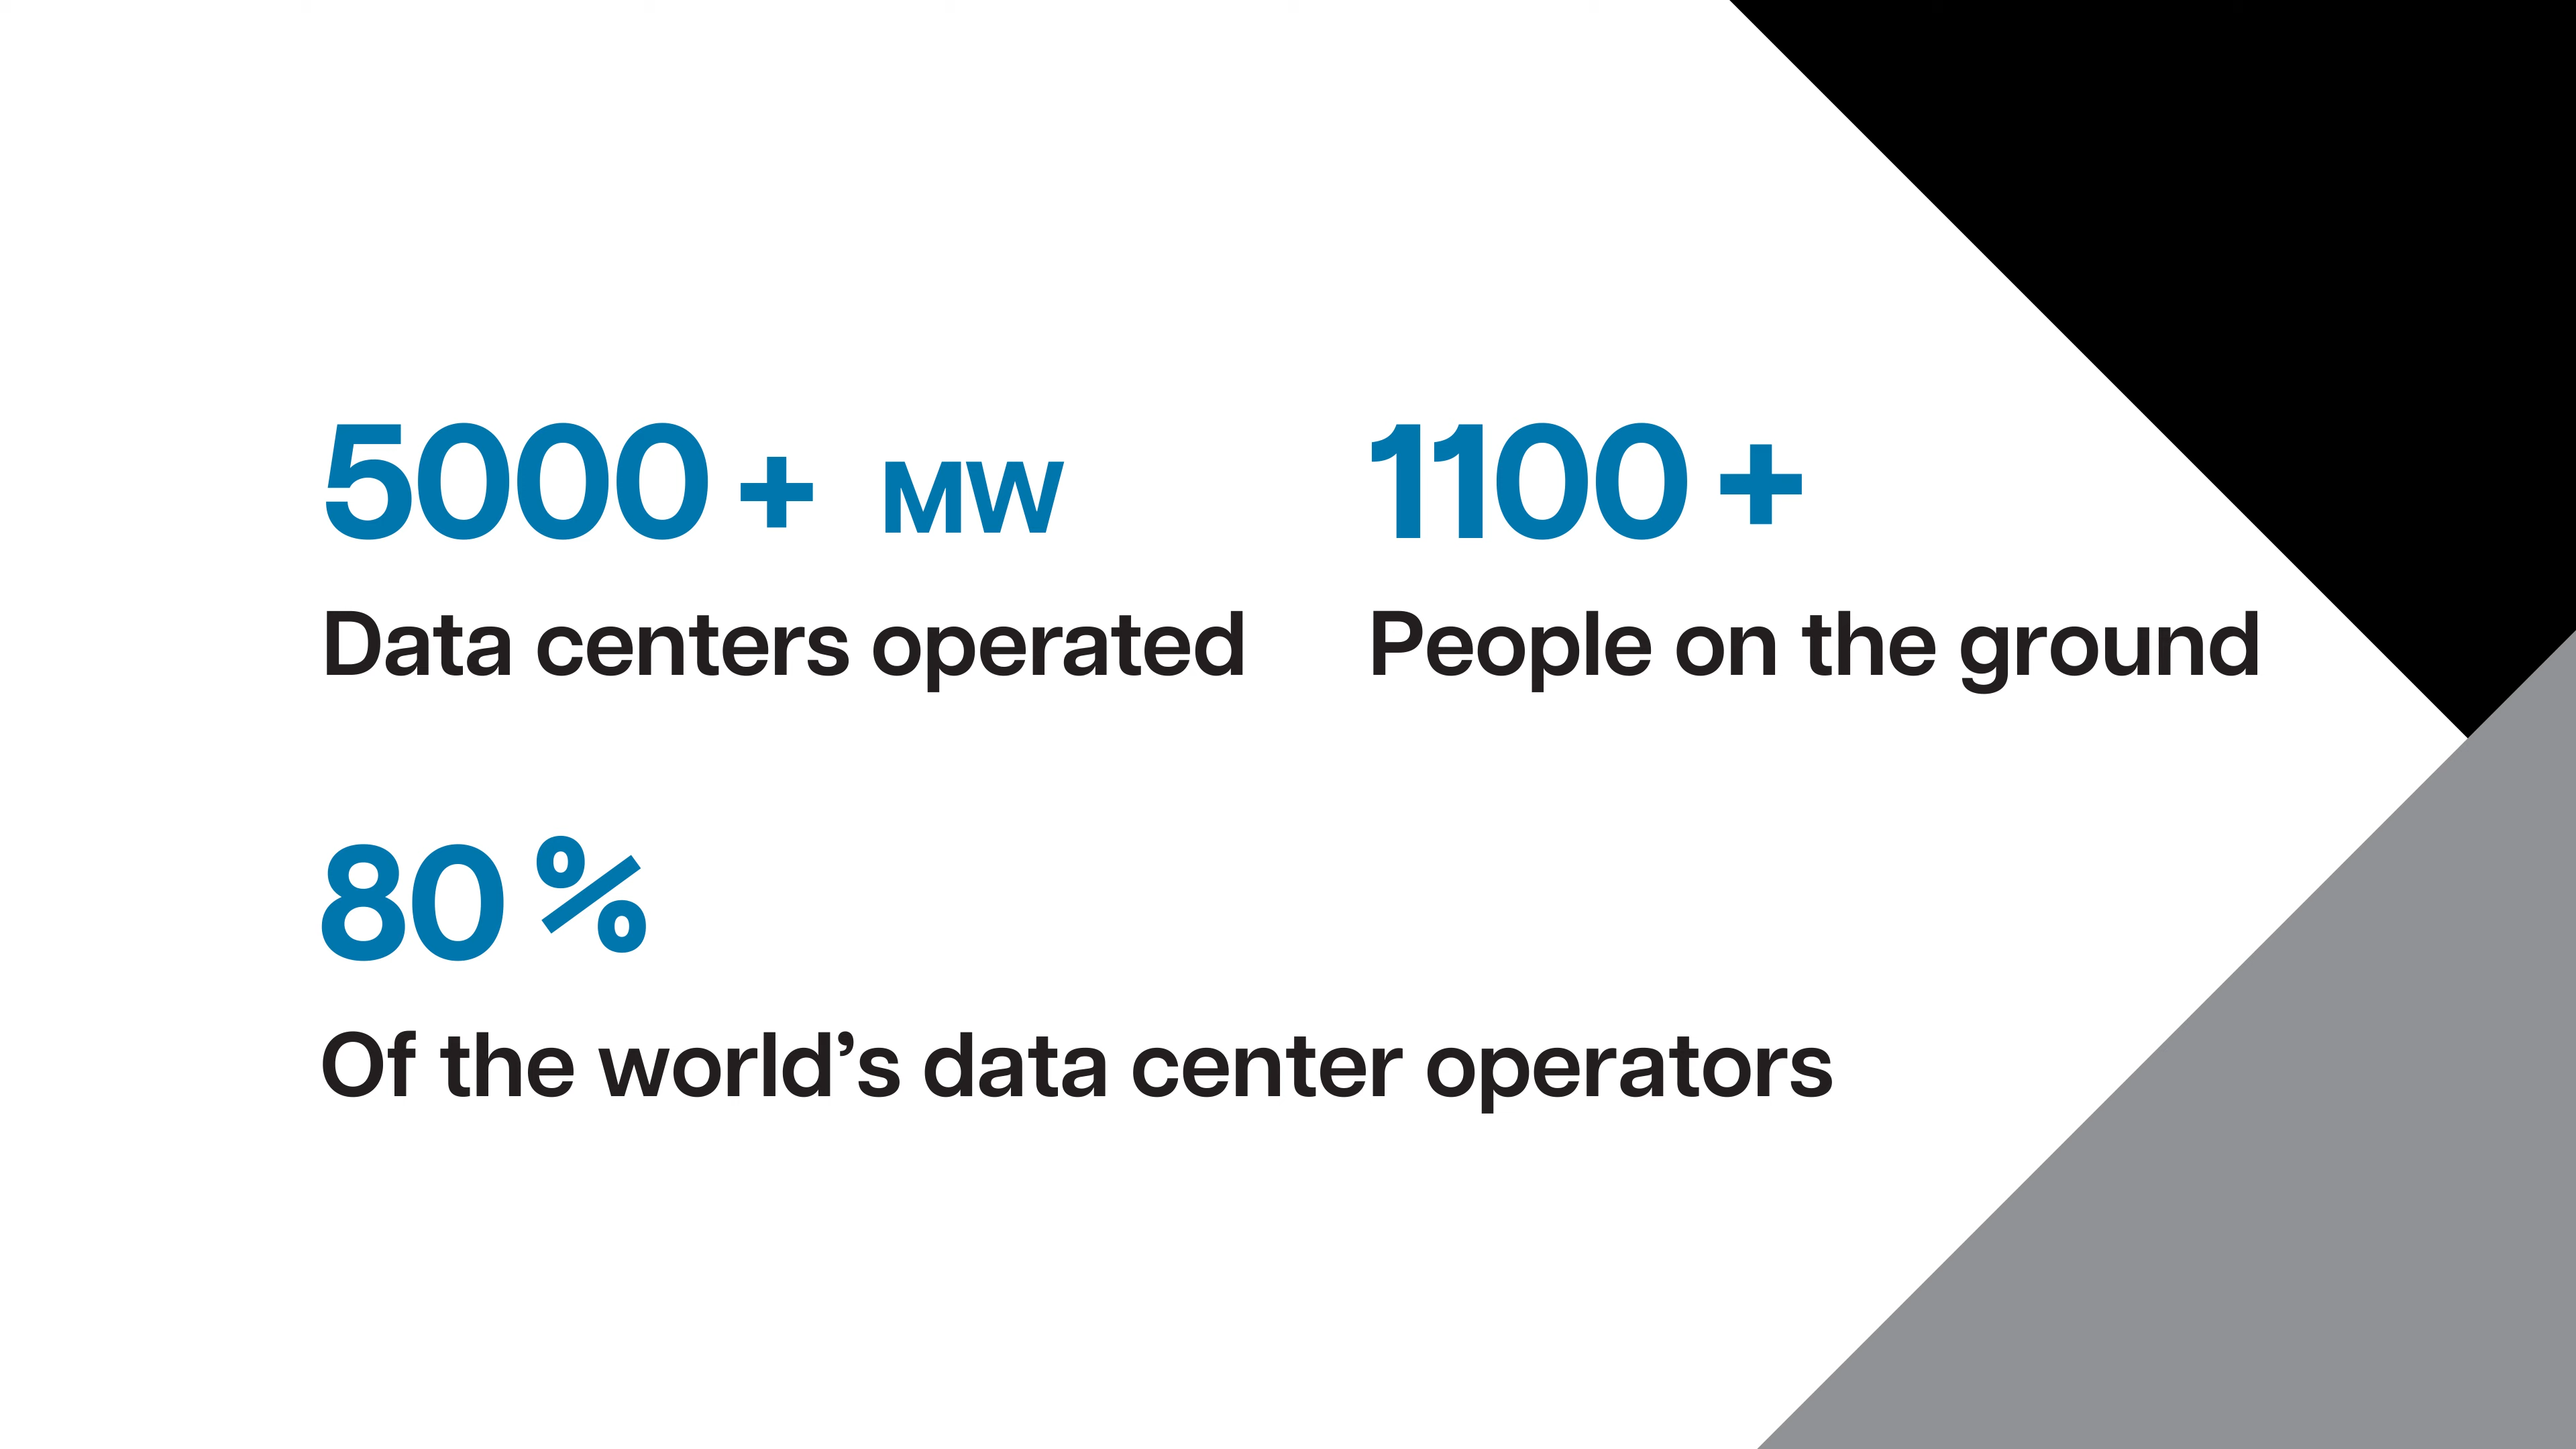 5000 + MW
Data centers operated
1100 +
People on the ground
80 %
Of the world’s data center operators